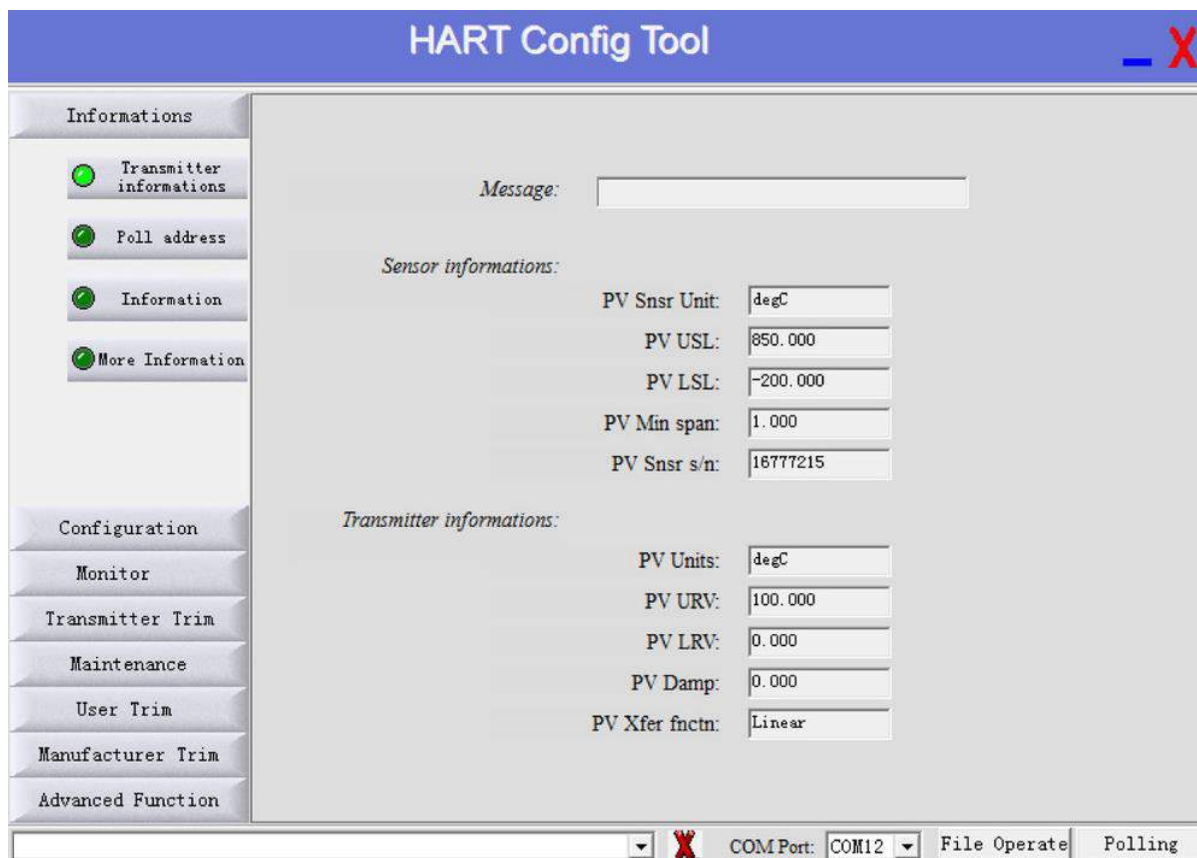 HART Config Tool
Informations
Transmitter
informations
Poll address
Information
More Information
Configuration
Monitor
Transmitter Trim
Maintenance
User Trim
Manufacturer Trim
Advanced Function
Message:
Sensor informations:
PV Snsr Unit: degC
PV USL: 850.000
PV LSL: -200.000
PV Min span: 1.000
PV Snsr s/n: 16777215
Transmitter informations:
PV Units: degC
PV URV: 100.000
PV LRV: 0.000
PV Damp: 0.000
PV Xfer fnctn: Linear
COM Port: COM12 File Operate Polling